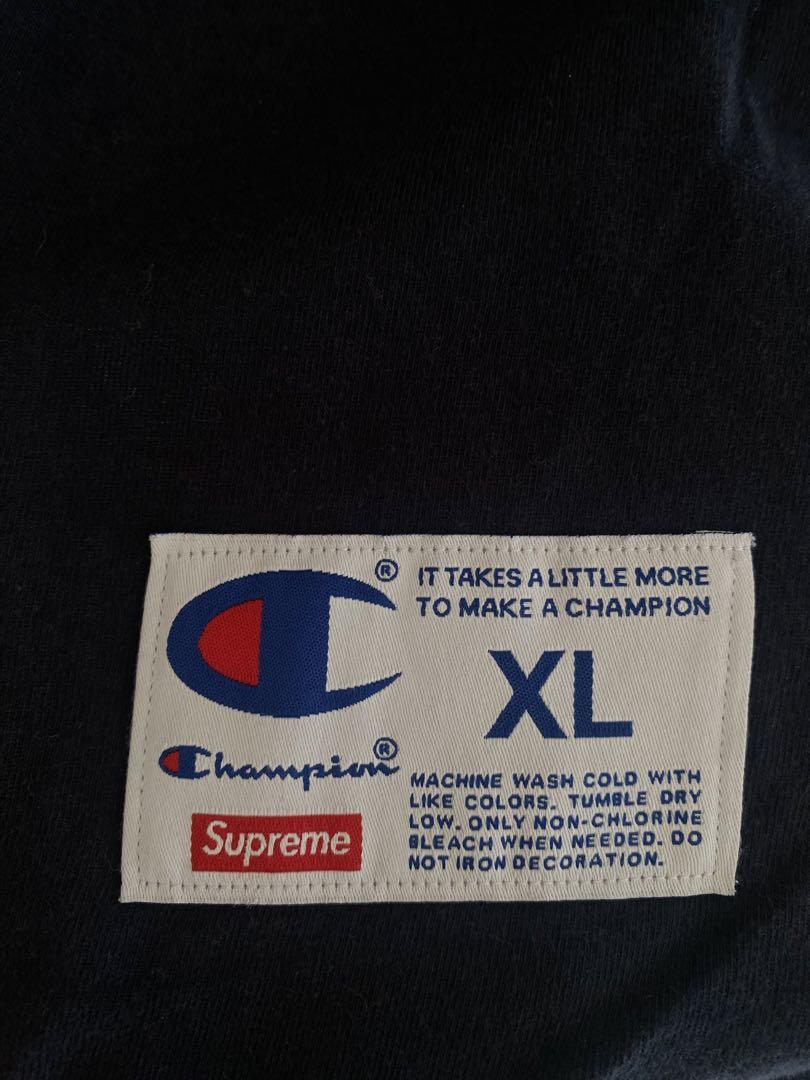 ®
IT TAKES A LITTLE MORE
TO MAKE A CHAMPION
XL
Champion®
Supreme
MACHINE WASH COLD WITH
LIKE COLORS. TUMBLE DRY
LOW. ONLY NON-CHLORINE
BLEACH WHEN NEEDED. DO
NOT IRON DECORATION.